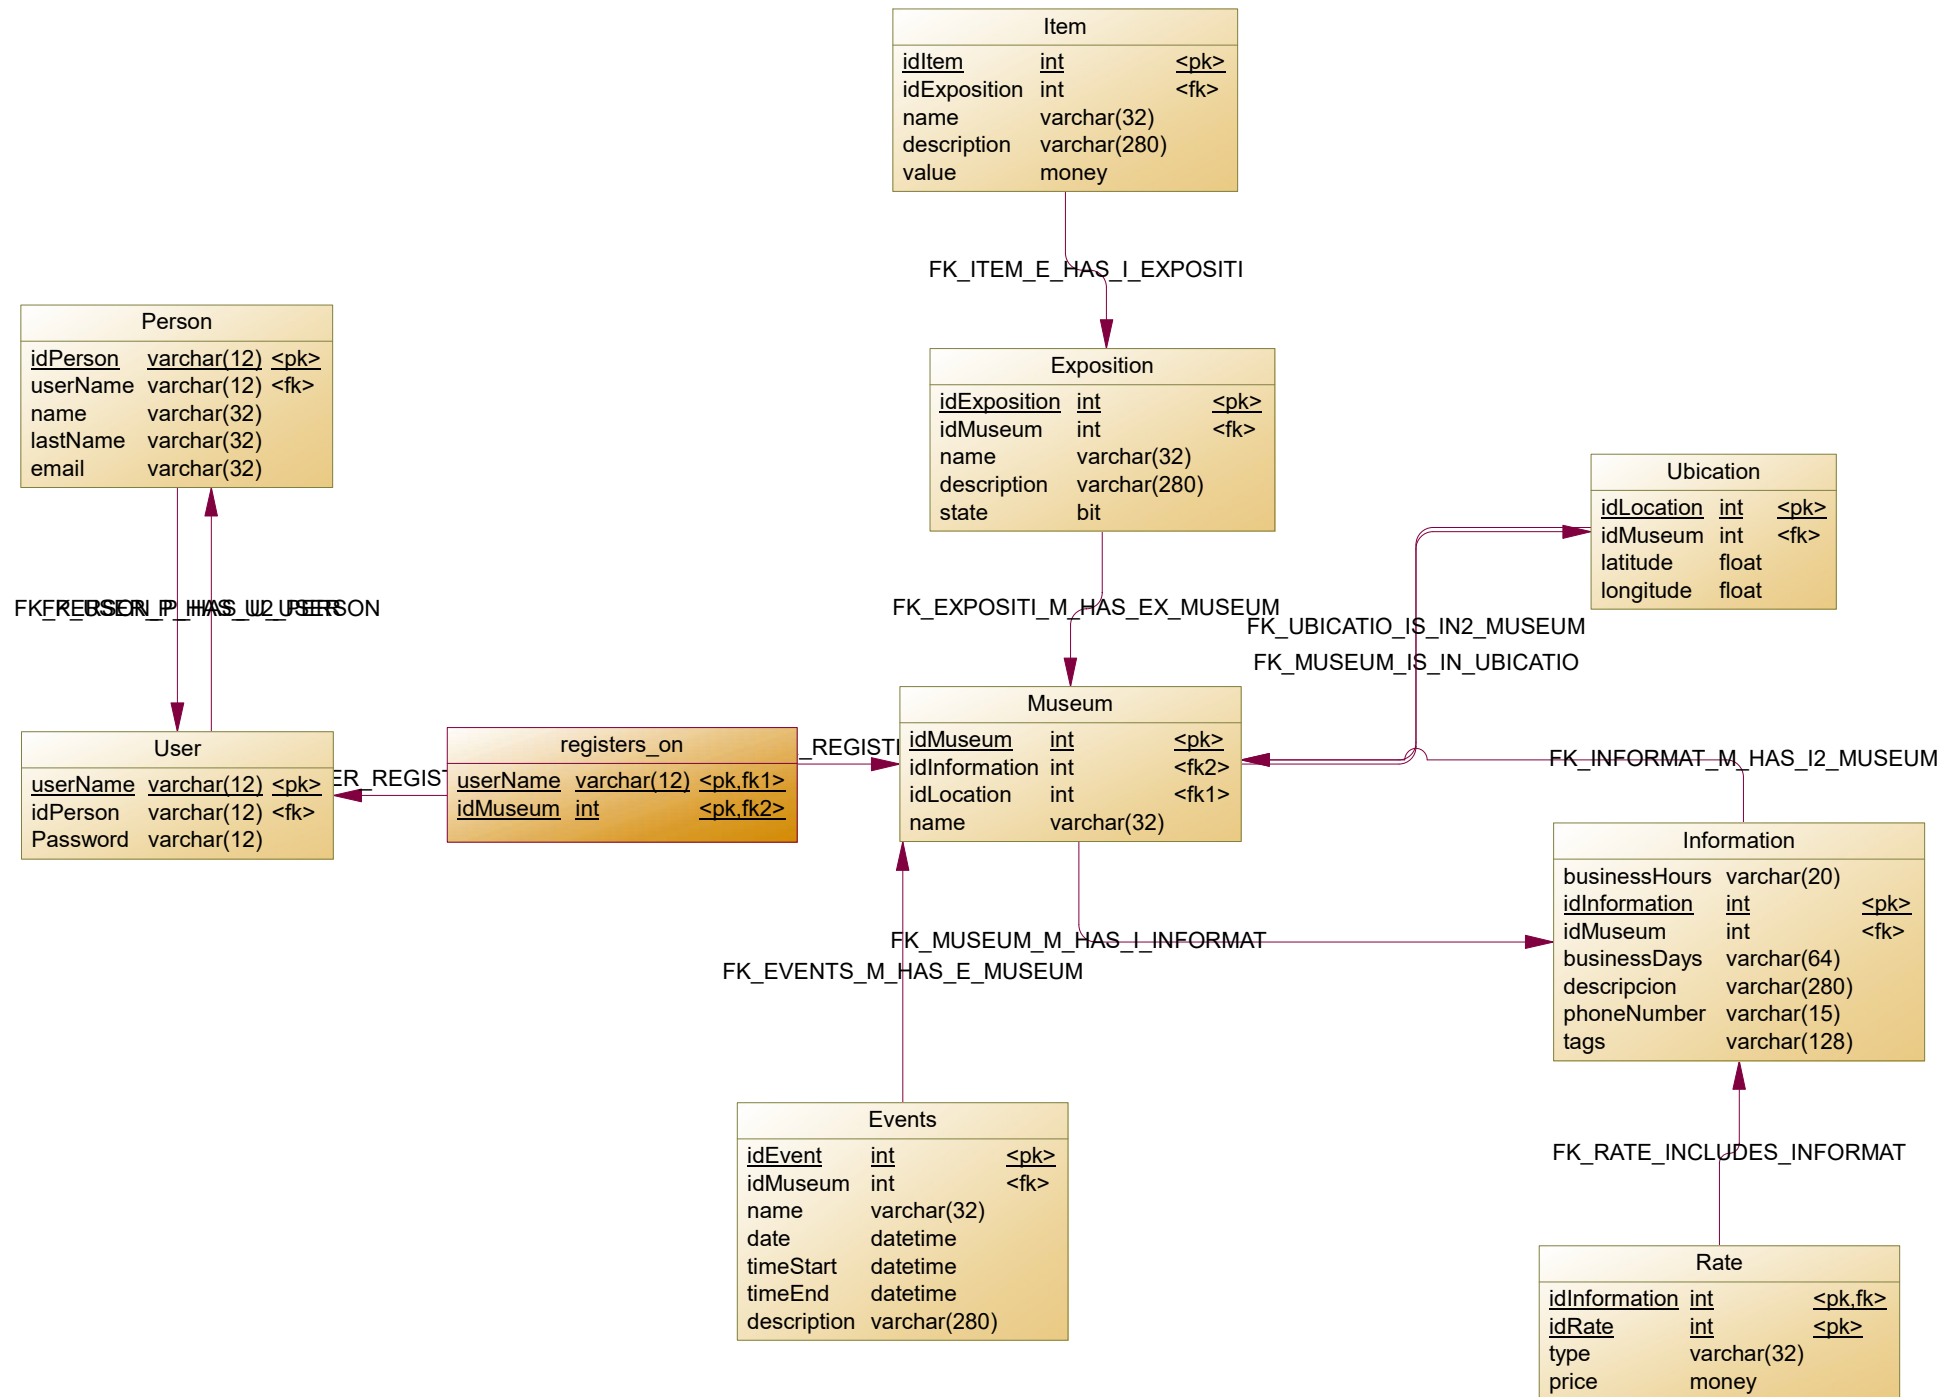 Item
idItem int <pk>
idExposition int <fk>
name varchar(32)
description varchar(280)
value money
FK_ITEM_E_HAS_I_EXPOSITI
Person
idPerson varchar(12) <pk>
userName varchar(12) <fk>
name varchar(32)
lastName varchar(32)
email varchar(32)
Exposition
idExposition int <pk>
idMuseum int <fk>
name varchar(32)
description varchar(280)
state bit
Ubication
idLocation int <pk>
idMuseum int <fk>
latitude float
longitude float
FK_EXPOSITI_M_HAS_EX_MUSEUM
FK_UBICATIO_IS_IN2_MUSEUM
FK_MUSEUM_IS_IN_UBICATIO
User
userName varchar(12) <pk>
idPerson varchar(12) <fk>
Password varchar(12)
ER_REGIST
registers_on
userName varchar(12) <pk,fk1>
idMuseum int <pk,fk2>
_REGISTI
Museum
idMuseum int <pk>
idInformation int <fk2>
idLocation int <fk1>
name varchar(32)
FK_INFORMAT_M_HAS_I2_MUSEUM
Information
businessHours varchar(20)
idInformation int <pk>
idMuseum int <fk>
businessDays varchar(64)
descripcion varchar(280)
phoneNumber varchar(15)
tags varchar(128)
FK_MUSEUM_M_HAS_I_INFORMAT
FK_EVENTS_M_HAS_E_MUSEUM
Events
idEvent int <pk>
idMuseum int <fk>
name varchar(32)
date datetime
timeStart datetime
timeEnd datetime
description varchar(280)
FK_RATE_INCLUDES_INFORMAT
Rate
idInformation int <pk,fk>
idRate int <pk>
type varchar(32)
price money